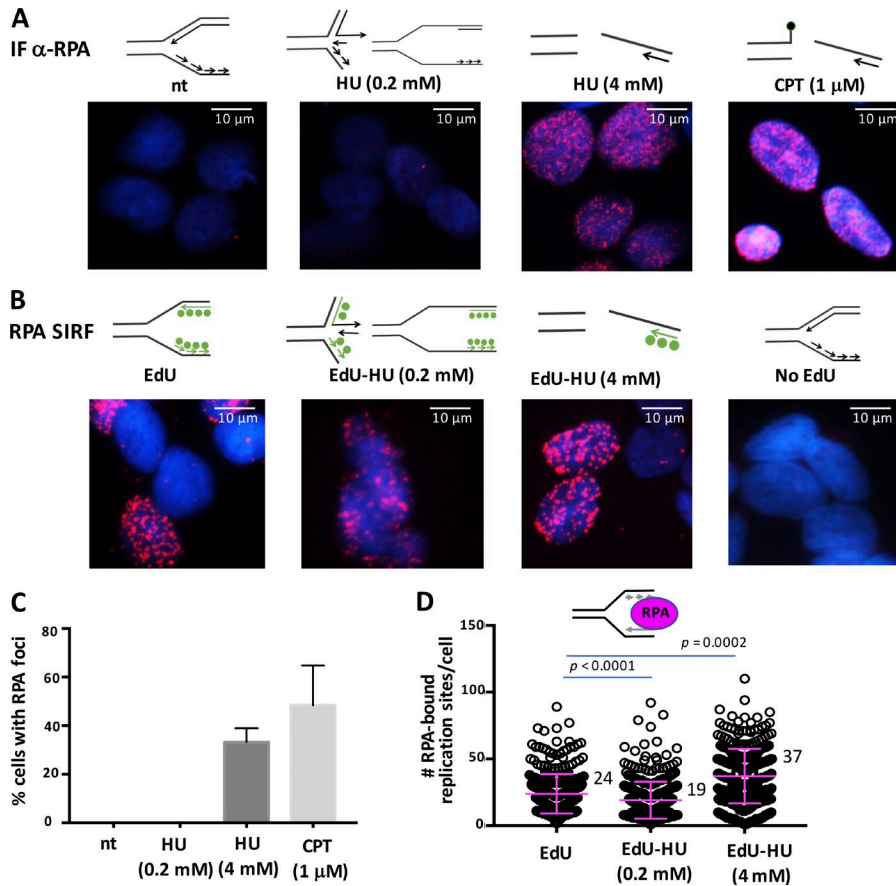 A
IF α-RPA
nt
HU (0.2 mM)
HU (4 mM)
CPT (1 μM)
10 μm
10 μm
10 μm
10 μm
B
RPA SIRF
EdU
EdU-HU (0.2 mM)
EdU-HU (4 mM)
No EdU
10 μm
10 μm
10 μm
10 μm
C
% cells with RPA foci
80
60
40
20
0
nt
HU
(0.2 mM)
HU
(4 mM)
CPT
(1 μM)
D
RPA
# RPA-bound
replication sites/cell
150
100
50
0
p = 0.0002
p < 0.0001
24
19
37
EdU
EdU-HU
(0.2 mM)
EdU-HU
(4 mM)